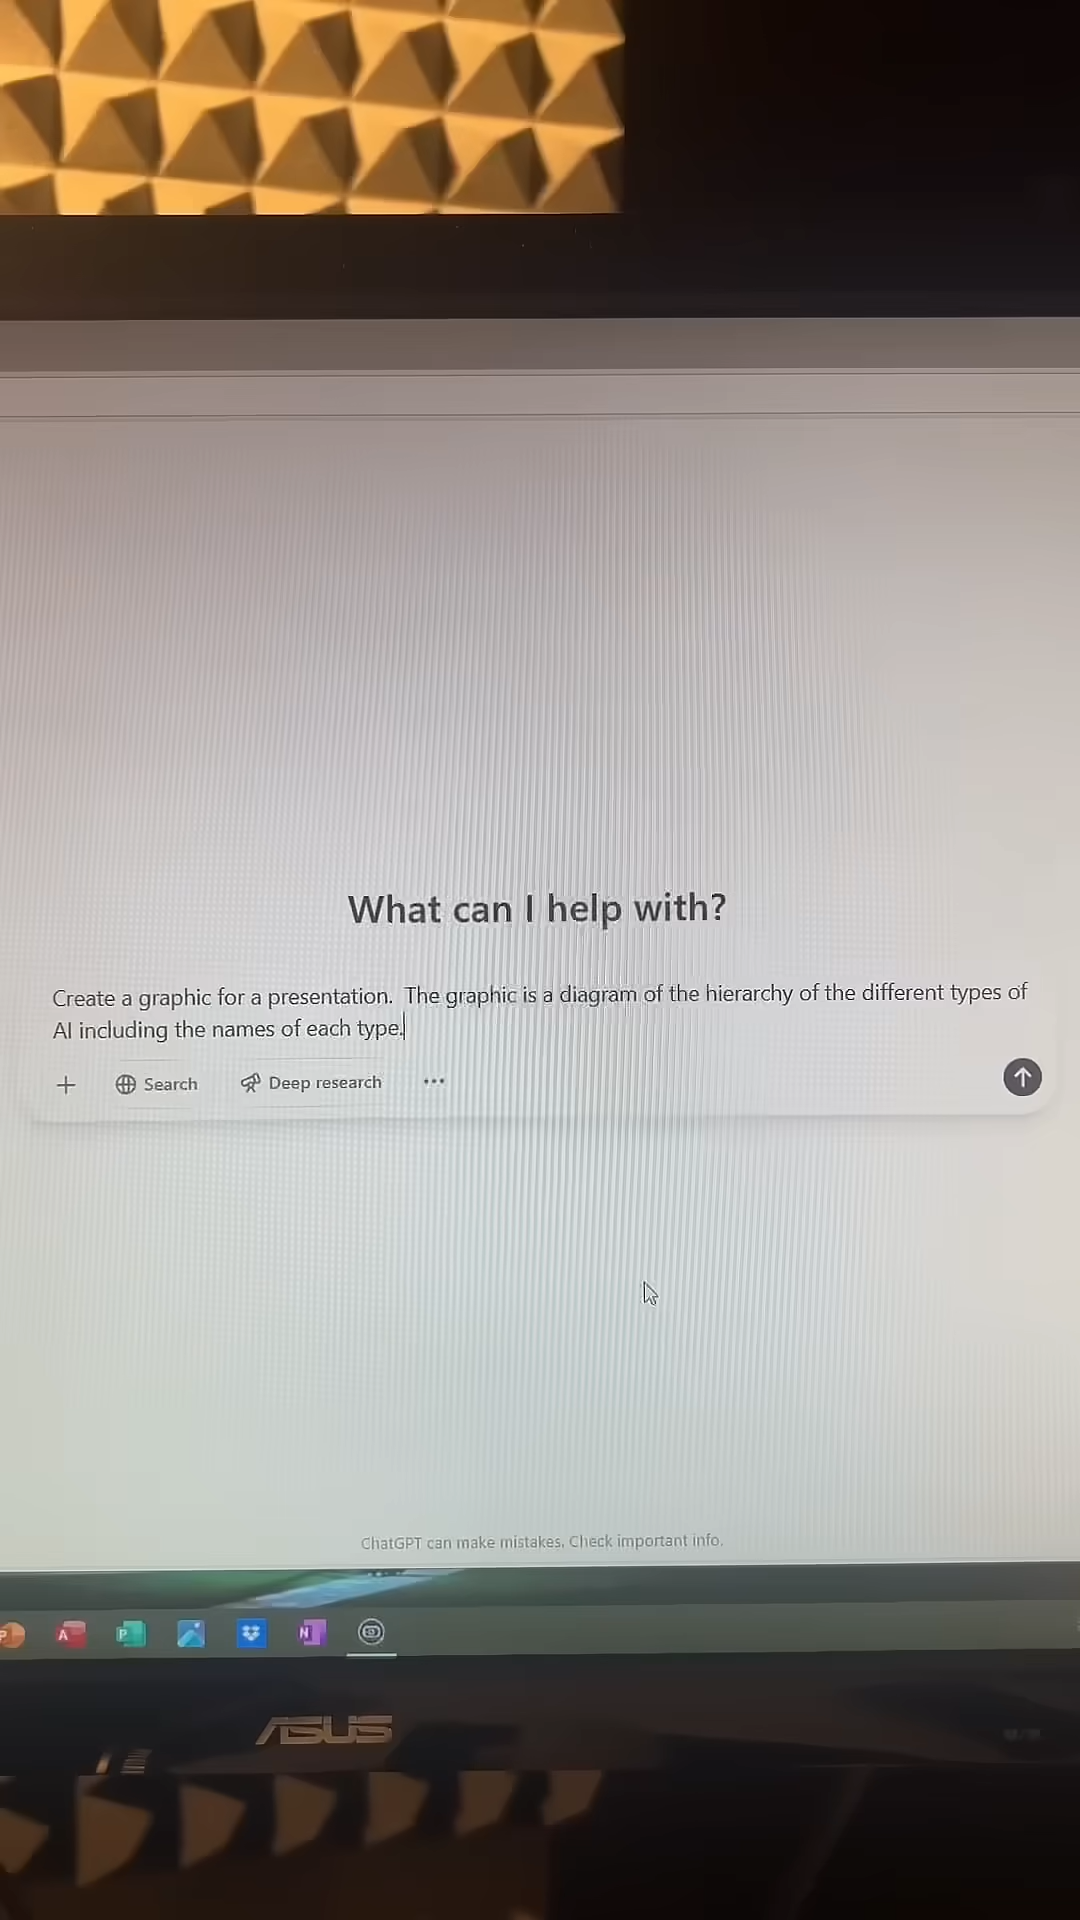 What can I help with?
Create a graphic for a presentation.  The graphic is a diagram of the hierarchy of the different types of
AI including the names of each type.
Search
Deep research
ChatGPT can make mistakes. Check important info.
P
A
P
N
ASUS